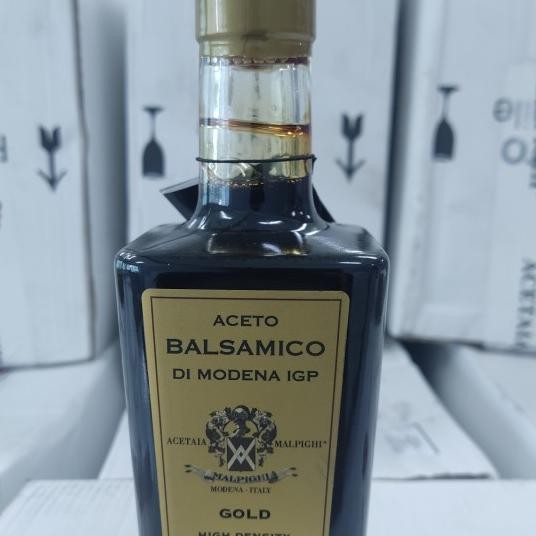 ACETO
BALSAMICO
DI MODENA IGP
ACETAIA MALPIGHI®
MALPIGHI
MODENA - ITALY
GOLD
HIGH DENSITY